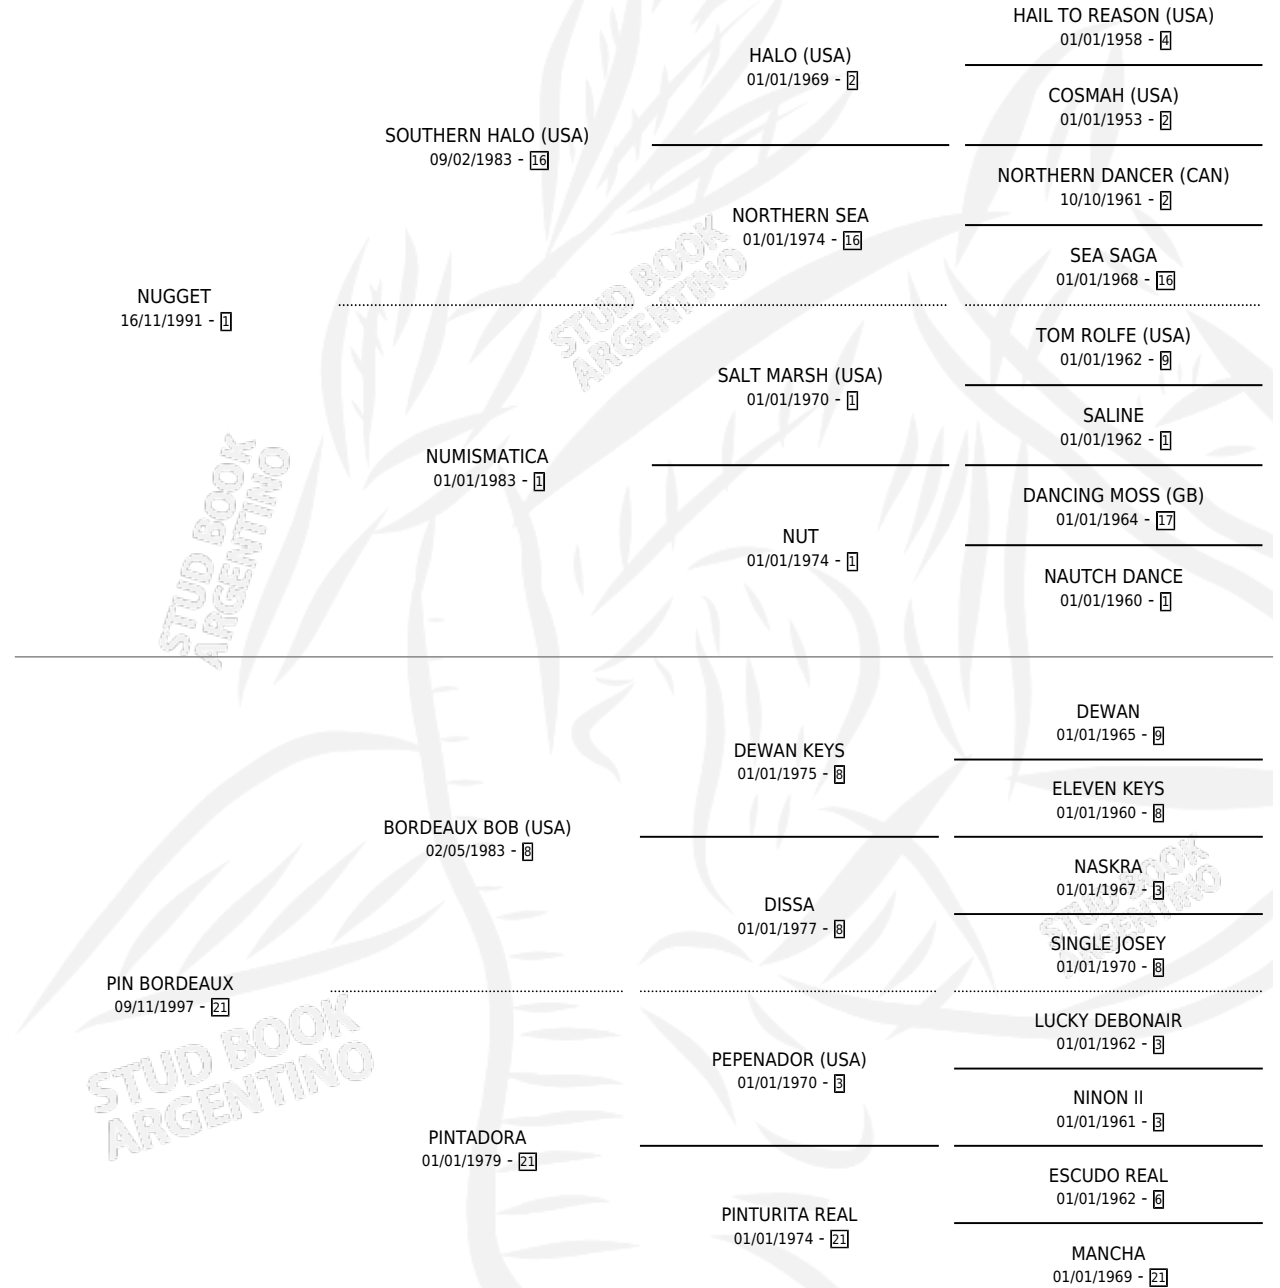 HAIL TO REASON (USA)
01/01/1958 - 4
HALO (USA)
01/01/1969 - 2
COSMAH (USA)
01/01/1953 - 2
SOUTHERN HALO (USA)
09/02/1983 - 16
NORTHERN DANCER (CAN)
10/10/1961 - 2
NORTHERN SEA
01/01/1974 - 16
SEA SAGA
01/01/1968 - 16
NUGGET
16/11/1991 - 1
TOM ROLFE (USA)
01/01/1962 - 9
SALT MARSH (USA)
01/01/1970 - 1
SALINE
01/01/1962 - 1
NUMISMATICA
01/01/1983 - 1
DANCING MOSS (GB)
01/01/1964 - 17
NUT
01/01/1974 - 1
NAUTCH DANCE
01/01/1960 - 1
DEWAN
01/01/1965 - 9
DEWAN KEYS
01/01/1975 - 8
ELEVEN KEYS
01/01/1960 - 8
BORDEAUX BOB (USA)
02/05/1983 - 8
NASKRA
01/01/1967 - 3
DISSA
01/01/1977 - 8
SINGLE JOSEY
01/01/1970 - 8
PIN BORDEAUX
09/11/1997 - 21
LUCKY DEBONAIR
01/01/1962 - 3
PEPENADOR (USA)
01/01/1970 - 3
NINON II
01/01/1961 - 3
PINTADORA
01/01/1979 - 21
ESCUDO REAL
01/01/1962 - 6
PINTURITA REAL
01/01/1974 - 21
MANCHA
01/01/1969 - 21
STUD BOOK
ARGENTINO
STUD BOOK
ARGENTINO
STUD BOOK
ARGENTINO
STUD BOOK
ARGENTINO